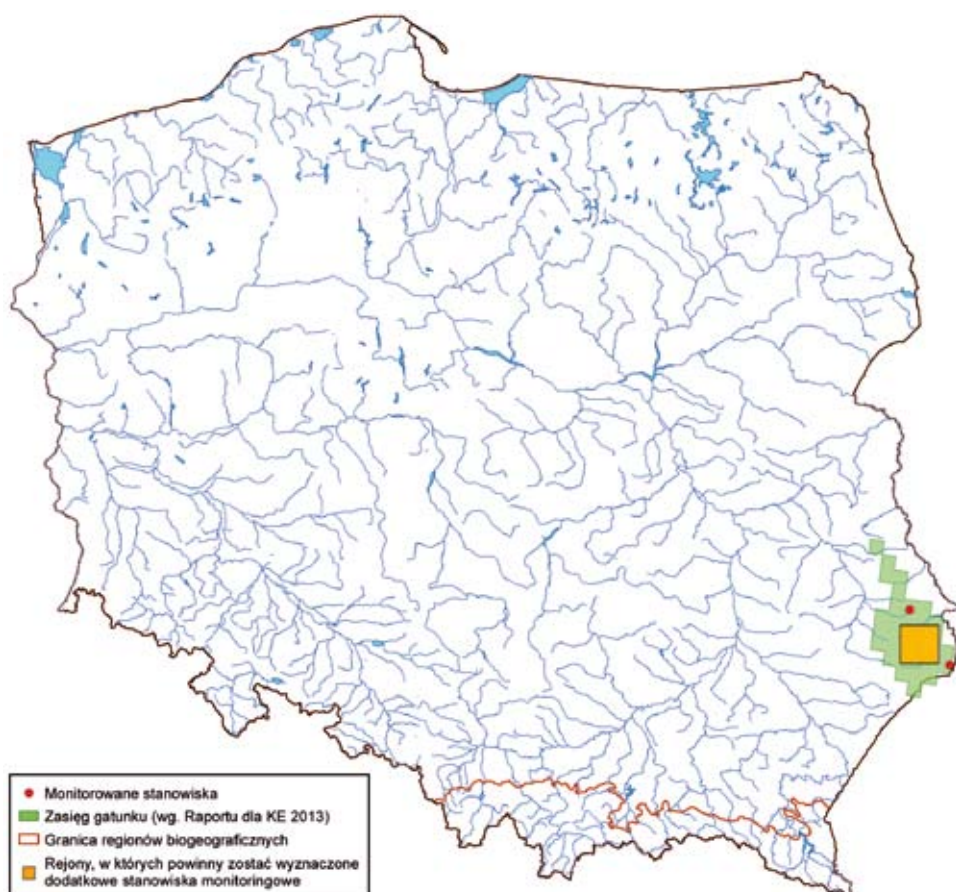 Monitorowane stanowiska
Zasięg gatunku (wg. Raportu dla KE 2013)
Granica regionów biogeograficznych
Rejony, w których powinny zostać wyznaczone
dodatkowe stanowiska monitoringowe